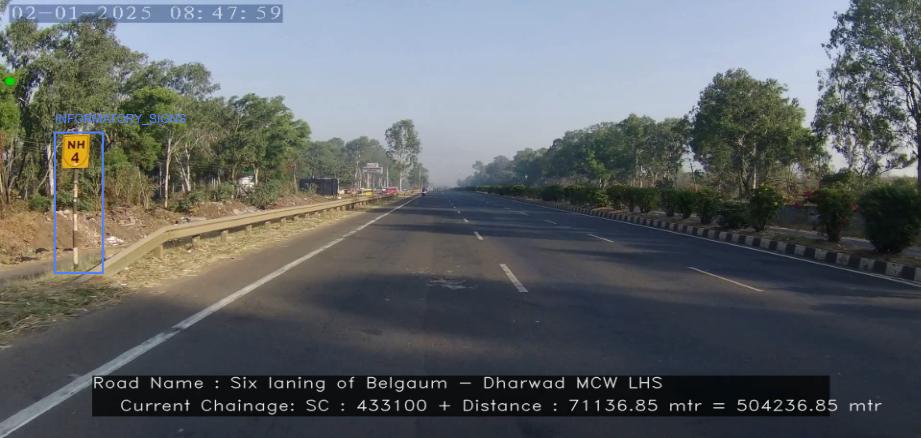 02-01-2025 08:47:59
INFORMATORY_SIGNS
NH
4
Road Name : Six laning of Belgaum - Dharwad MCW LHS
Current Chainage: SC : 433100 + Distance : 71136.85 mtr = 504236.85 mtr